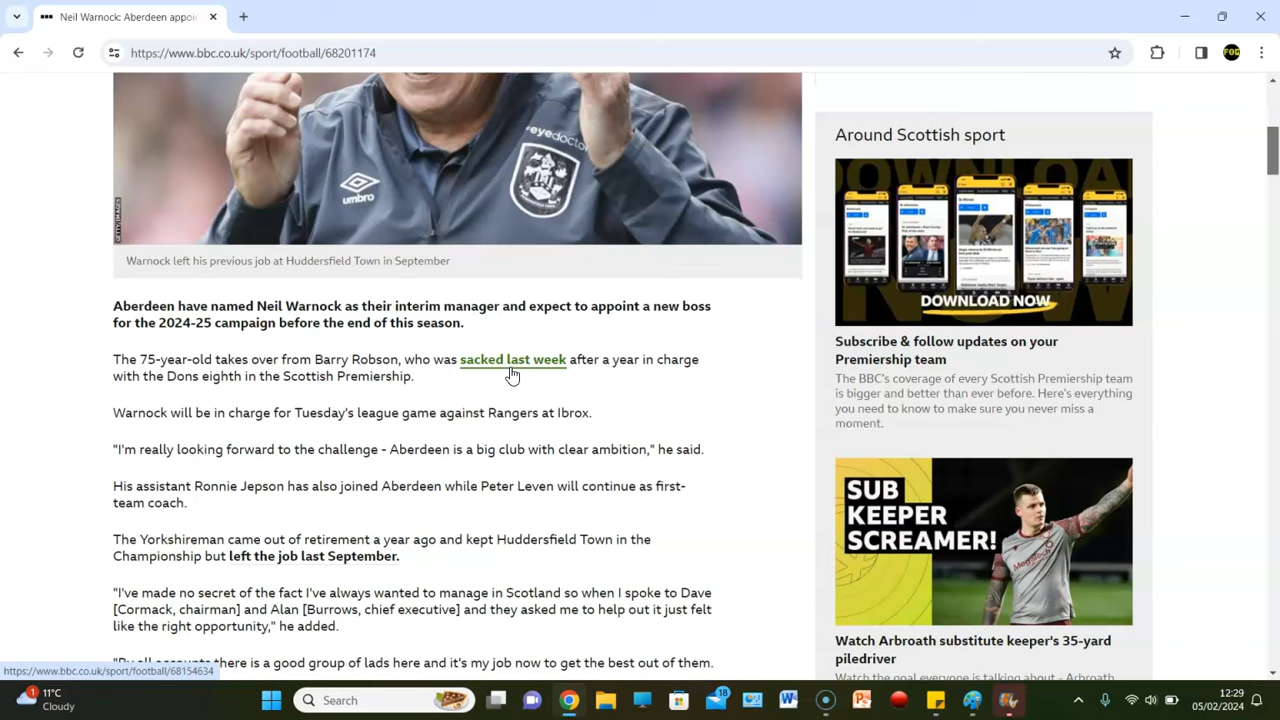 Neil Warnock: Aberdeen appoi
https://www.bbc.co.uk/sport/football/68201174
eyedoctor
umbro
GETTY IMAGES
Warnock left his previous job at Huddersfield Town in September
Aberdeen have named Neil Warnock as their interim manager and expect to appoint a new boss
for the 2024-25 campaign before the end of this season.
The 75-year-old takes over from Barry Robson, who was sacked last week after a year in charge
with the Dons eighth in the Scottish Premiership.
Warnock will be in charge for Tuesday's league game against Rangers at Ibrox.
"I'm really looking forward to the challenge - Aberdeen is a big club with clear ambition," he said.
His assistant Ronnie Jepson has also joined Aberdeen while Peter Leven will continue as first-
team coach.
The Yorkshireman came out of retirement a year ago and kept Huddersfield Town in the
Championship but left the job last September.
"I've made no secret of the fact I've always wanted to manage in Scotland so when I spoke to Dave
[Cormack, chairman] and Alan [Burrows, chief executive] and they asked me to help out it just felt
like the right opportunity," he added.
"By all accounts there is a good group of lads here and it's my job now to get the best out of them.
Around Scottish sport
DOWNLOAD NOW
Subscribe & follow updates on your
Premiership team
The BBC's coverage of every Scottish Premiership team
is bigger and better than ever before. Here's everything
you need to know to make sure you never miss a
moment.
SUB
KEEPER
SCREAMER!
Watch Arbroath substitute keeper's 35-yard
piledriver
Watch the goal everyone is talking about - Arbroath
https://www.bbc.co.uk/sport/football/68154634
1
11°C
Cloudy
Search
18
12:29
05/02/2024